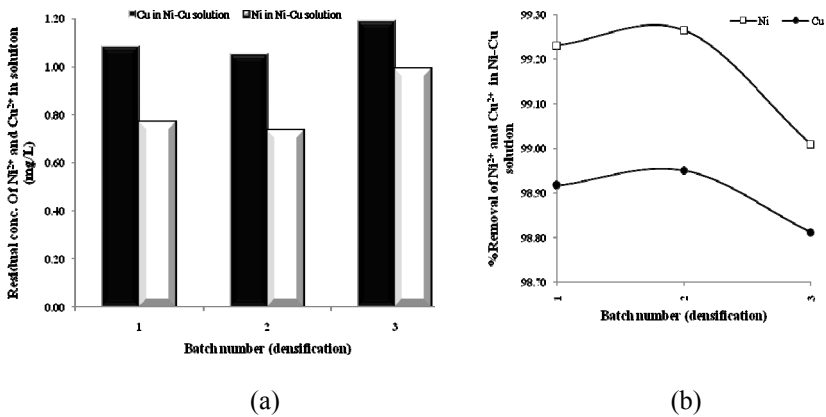 Cu in Ni-Cu solution
Ni in Ni-Cu solution
Residual conc. Of Ni²⁺ and Cu²⁺ in soluiton
(mg/L)
1.20
1.00
0.80
0.60
0.40
0.20
0.00
1 2 3
Batch number (densification)
(a)
Ni Cu
%Removal of Ni²⁺ and Cu²⁺ in Ni-Cu
solution
99.30
99.20
99.10
99.00
98.90
98.80
98.70
1 2 3
Batch number (densification)
(b)